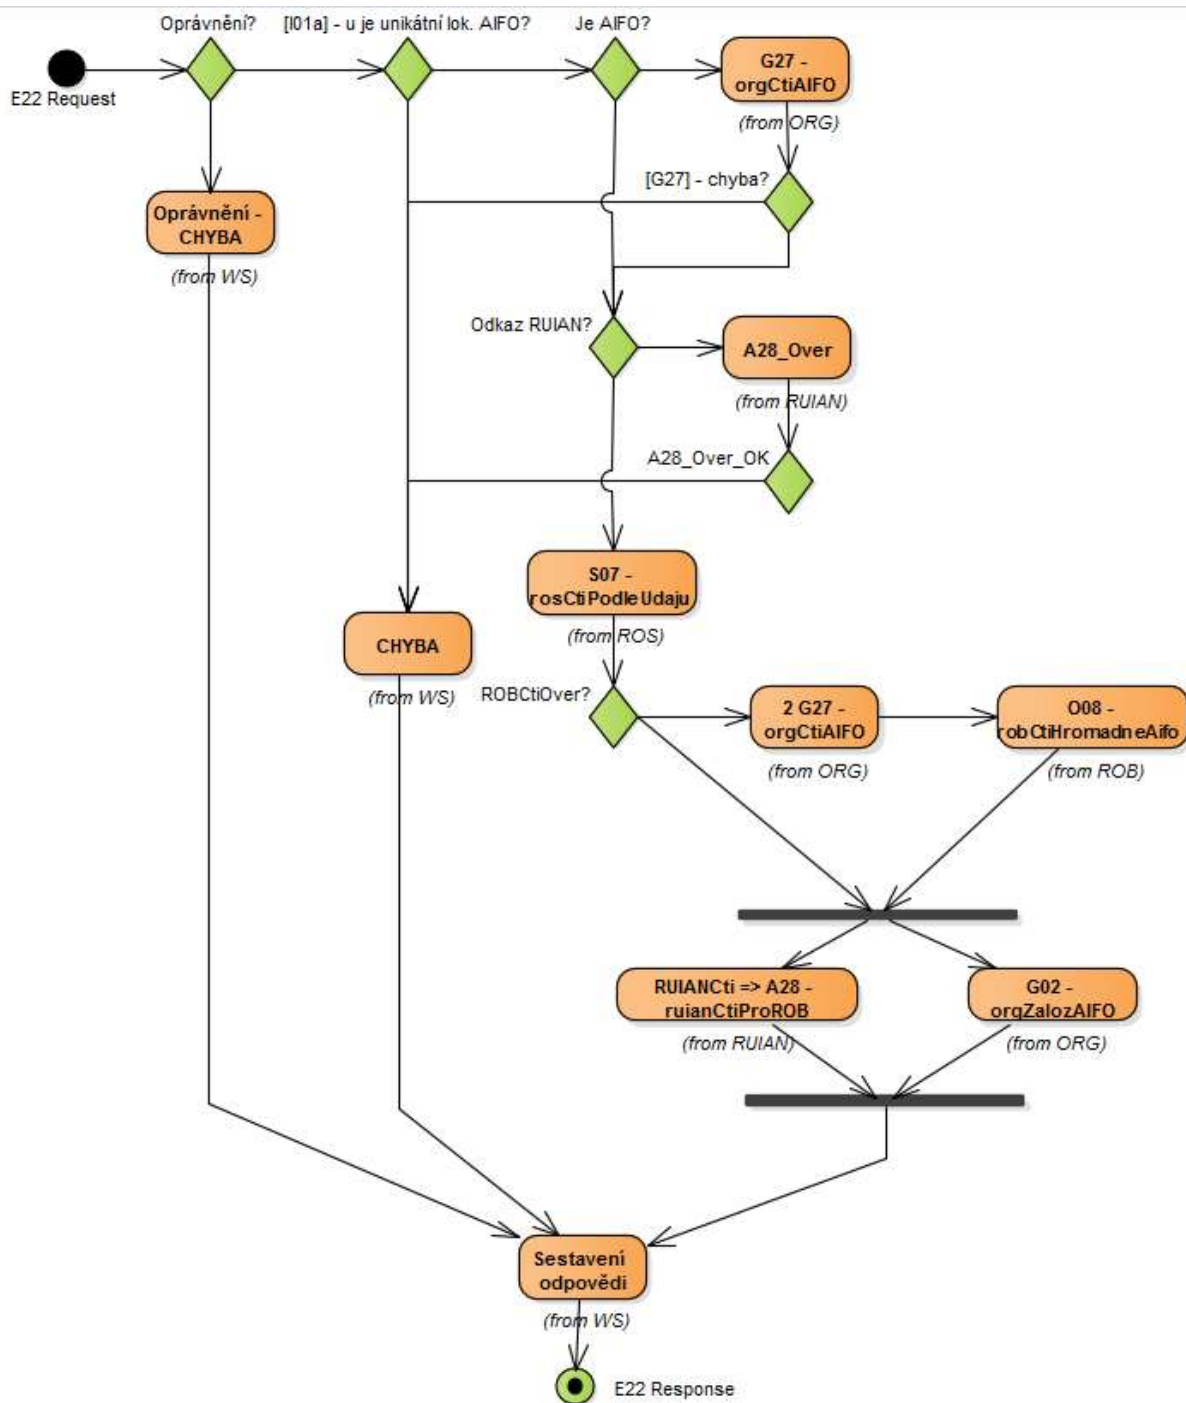 Oprávnění?
[I01a] - u je unikátní lok. AIFO?
Je AIFO?
E22 Request
G27 -
orgCtiAIFO
(from ORG)
[G27] - chyba?
Oprávnění -
CHYBA
(from WS)
Odkaz RUIAN?
A28_Over
(from RUIAN)
A28_Over_OK
S07 -
rosCtiPodleUdaju
(from ROS)
CHYBA
(from WS)
ROBCtiOver?
2 G27 -
orgCtiAIFO
(from ORG)
O08 -
robCtiHromadneAifo
(from ROB)
RUIANCti => A28 -
ruianCtiProROB
(from RUIAN)
G02 -
orgZalozAIFO
(from ORG)
Sestavení
odpovědi
(from WS)
E22 Response